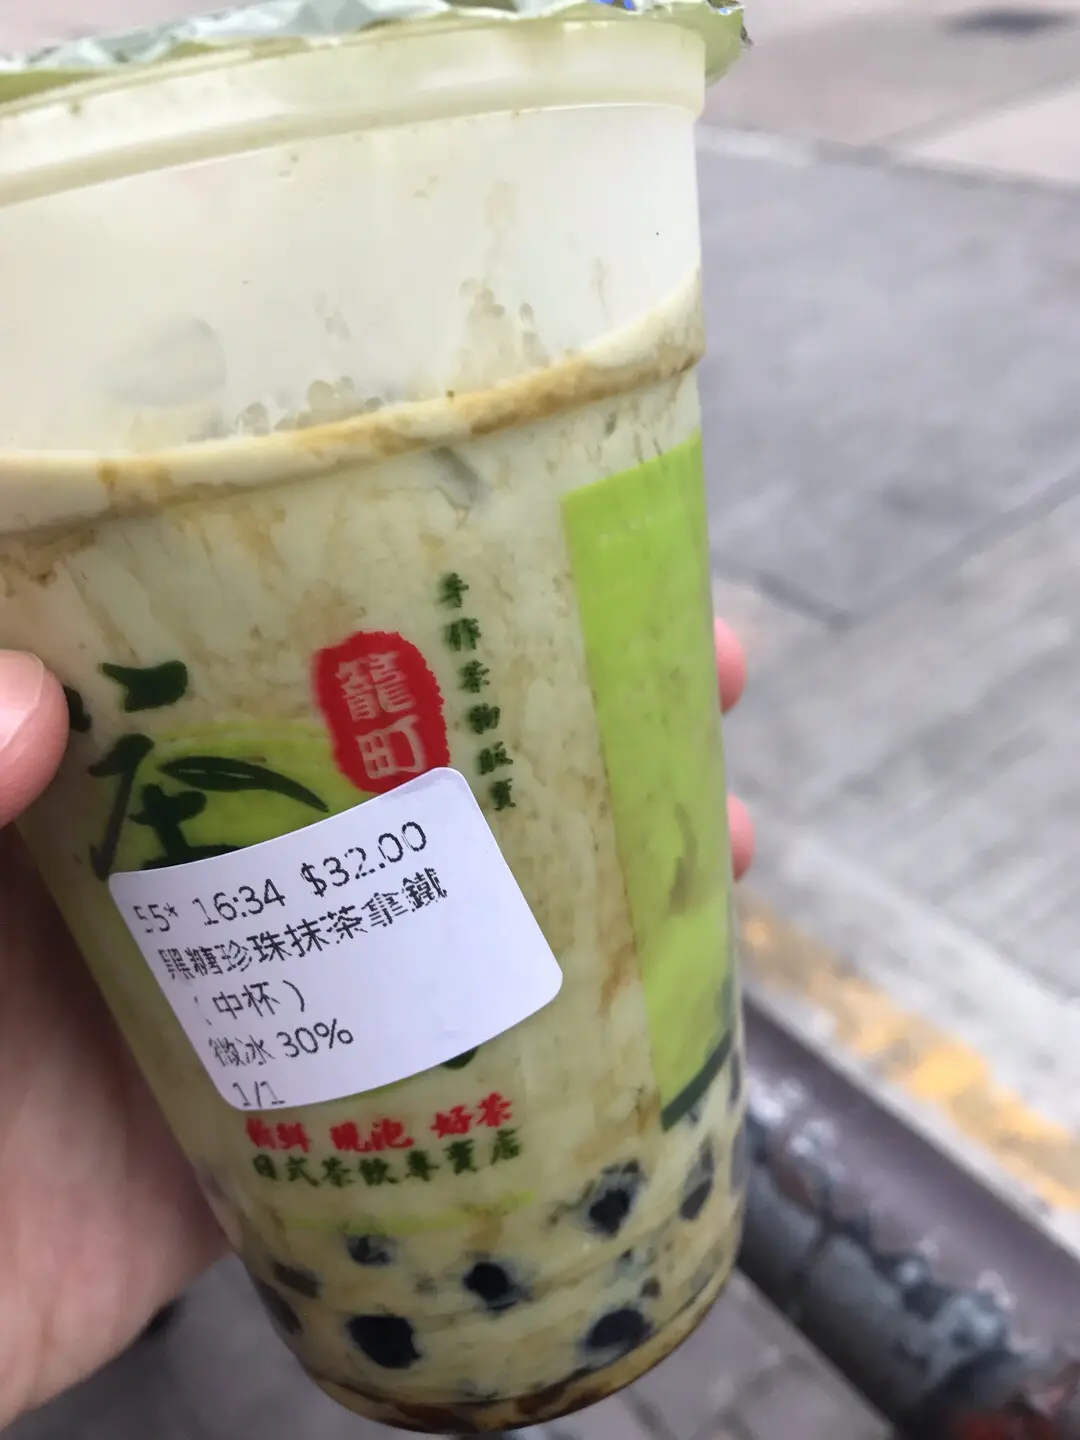 籠町
手作茶物販賣
55* 16:34 $32.00
黑糖珍珠抹茶拿鐵
(中杯)
微冰 30%
1/1
新鮮 現泡 好茶
日式茶飲專賣店